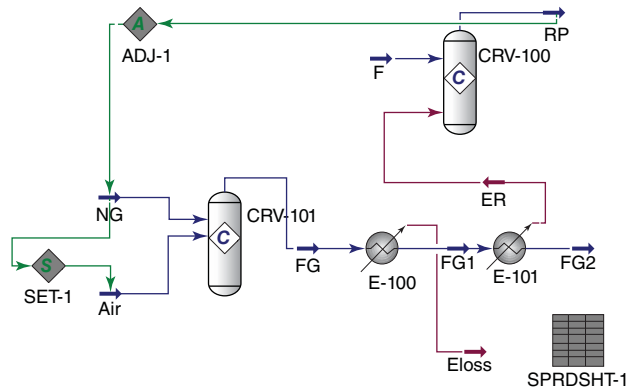 A
ADJ-1
RP
CRV-100
F
C
ER
NG
CRV-101
C
S
SET-1
Air
FG
E-100
FG1
E-101
FG2
Eloss
SPRDSHT-1